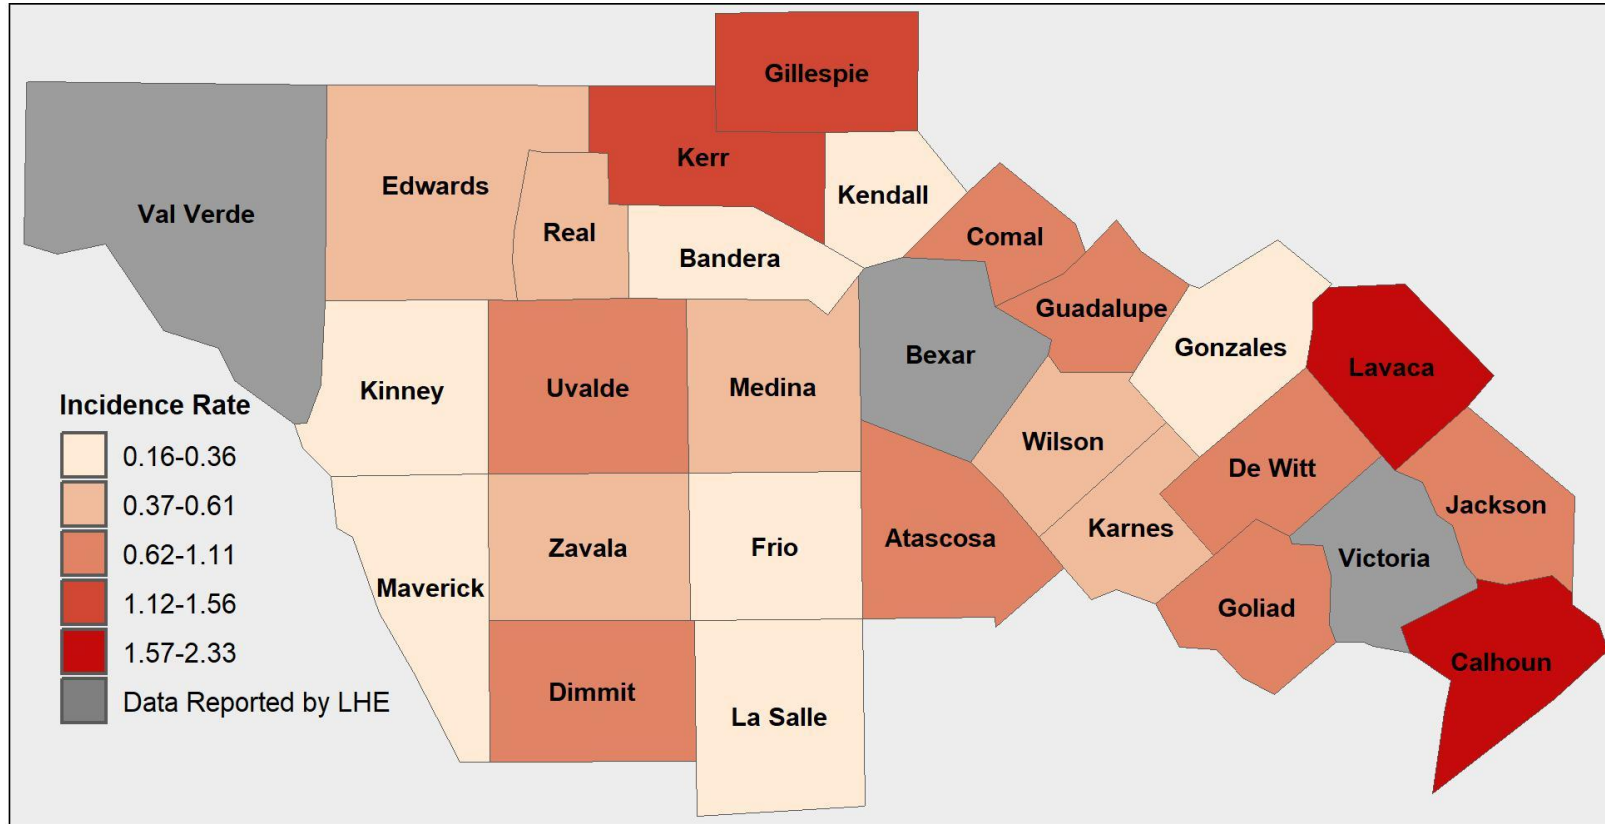 Gillespie
Kerr
Edwards
Kendall
Val Verde
Real
Comal
Bandera
Guadalupe
Gonzales
Bexar
Lavaca
Kinney
Uvalde
Medina
Wilson
De Witt
Jackson
Karnes
Atascosa
Zavala
Frio
Victoria
Maverick
Goliad
Calhoun
Dimmit
La Salle
Incidence Rate
0.16-0.36
0.37-0.61
0.62-1.11
1.12-1.56
1.57-2.33
Data Reported by LHE